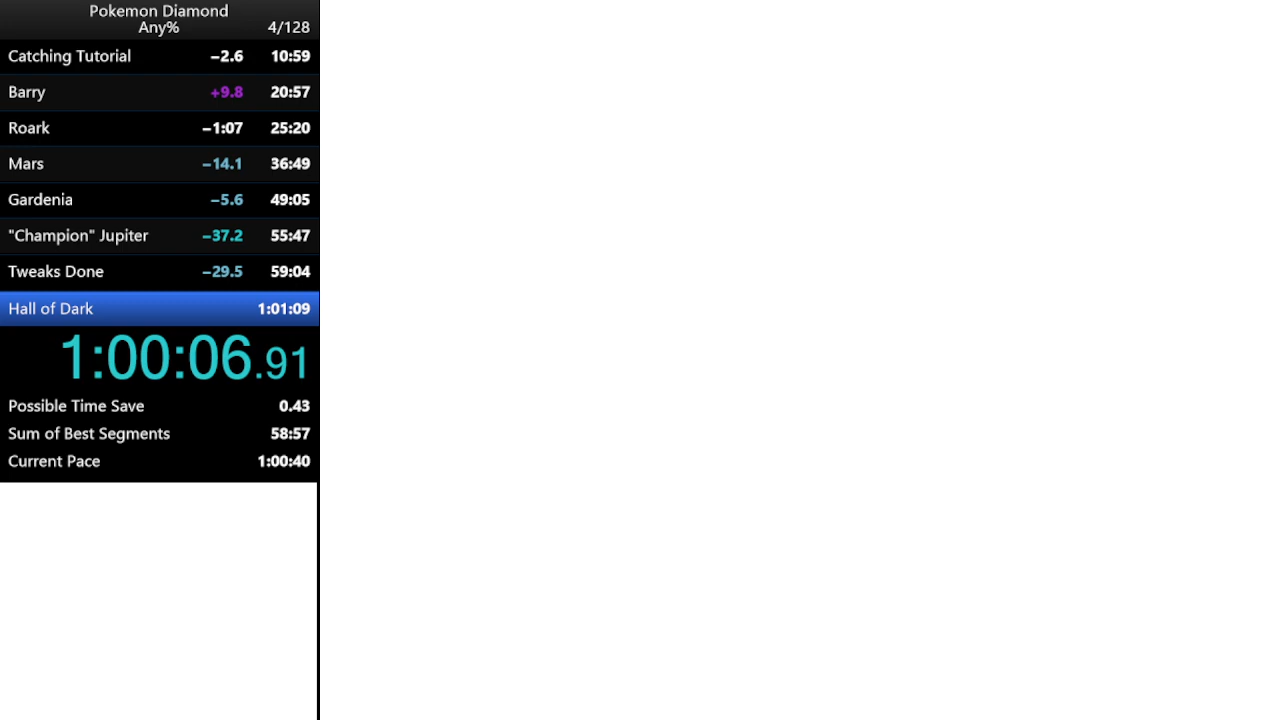 Pokemon Diamond
Any% 4/128
Catching Tutorial −2.6 10:59
Barry +9.8 20:57
Roark −1:07 25:20
Mars −14.1 36:49
Gardenia −5.6 49:05
"Champion" Jupiter −37.2 55:47
Tweaks Done −29.5 59:04
Hall of Dark 1:01:09
1:00:06.91
Possible Time Save 0.43
Sum of Best Segments 58:57
Current Pace 1:00:40